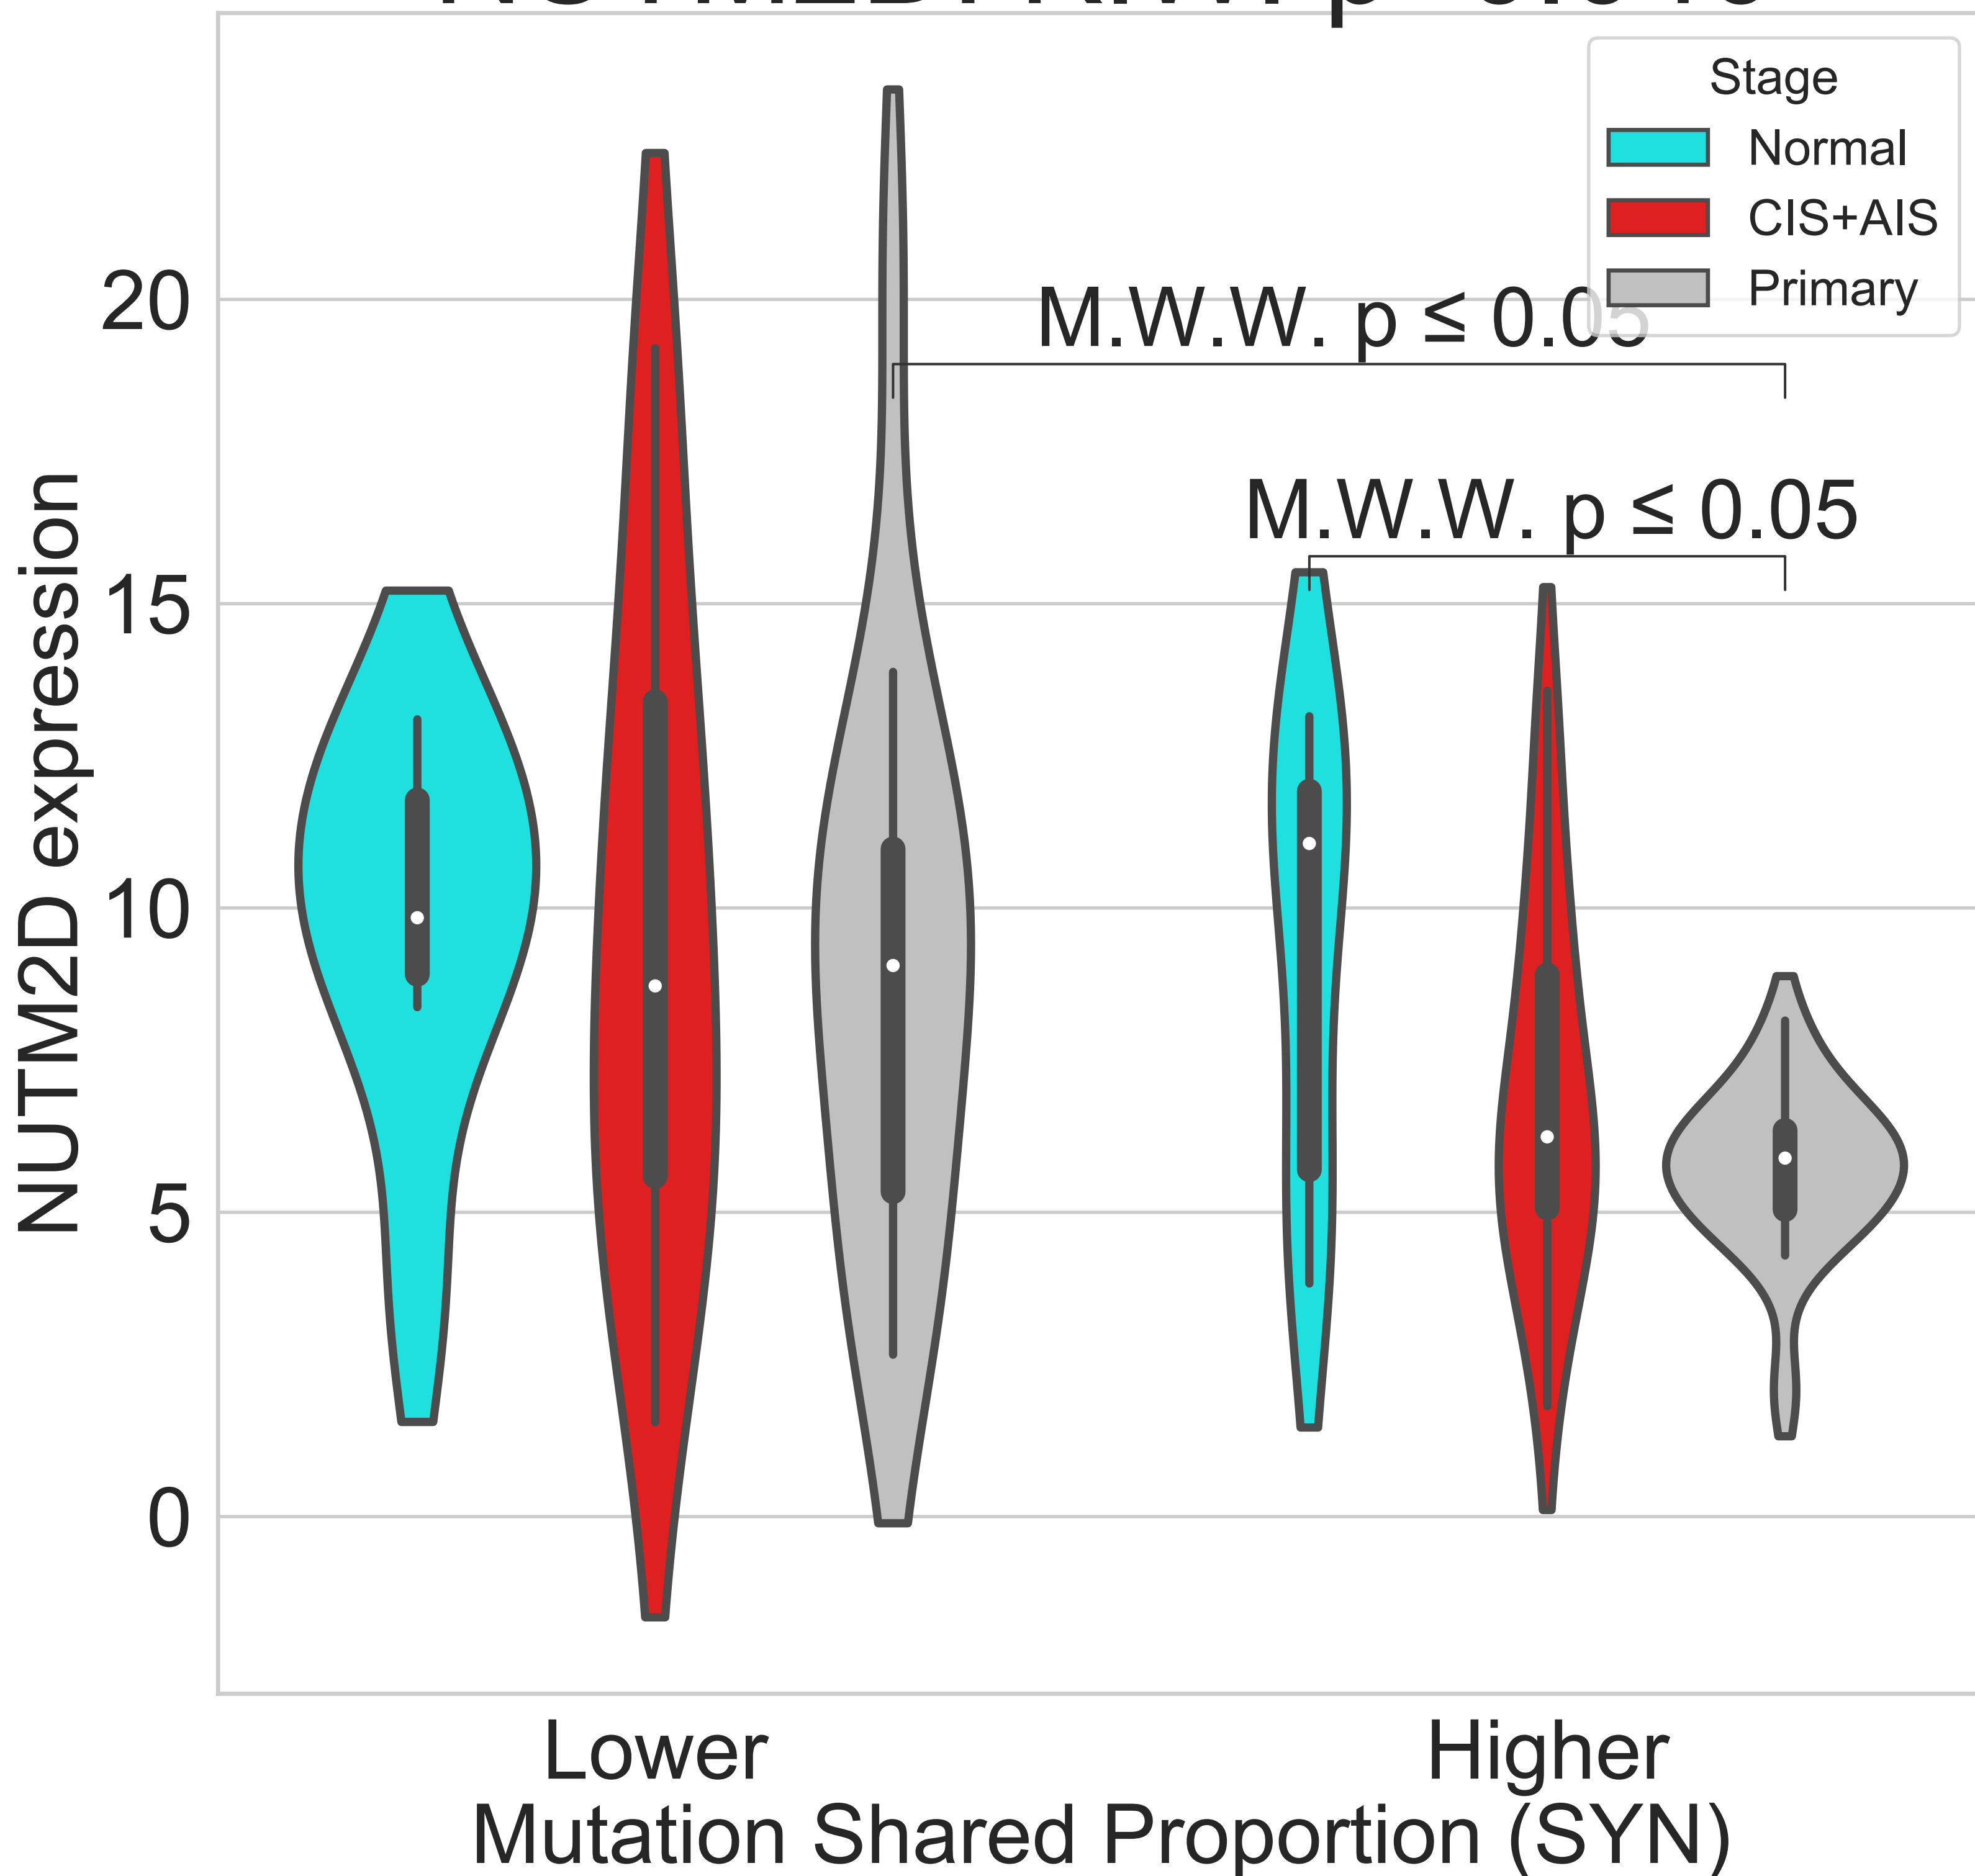 Stage
Normal
CIS+AIS
Primary
M.W.W. p ≤ 0.05
M.W.W. p ≤ 0.05
20
15
10
5
0
NUTM2D expression
Lower
Higher
Mutation Shared Proportion (SYN)